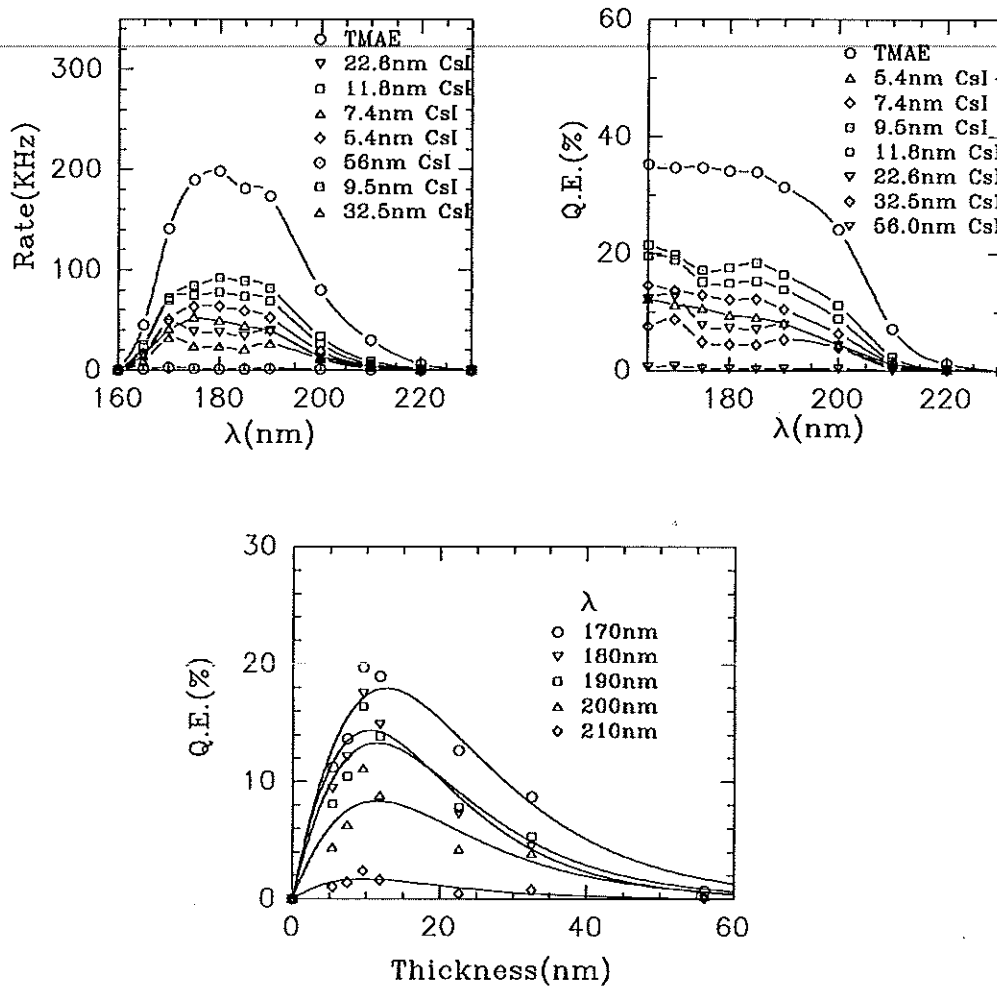 300
200
100
0
Rate(KHz)
TMAE
22.6nm CsI
11.8nm CsI
7.4nm CsI
5.4nm CsI
56nm CsI
9.5nm CsI
32.5nm CsI
160 180 200 220
λ(nm)
60
40
20
0
Q.E.(%)
TMAE
5.4nm CsI
7.4nm CsI
9.5nm CsI
11.8nm CsI
22.6nm CsI
32.5nm CsI
56.0nm CsI
180 200 220
λ(nm)
30
20
10
0
Q.E.(%)
λ
170nm
180nm
190nm
200nm
210nm
0 20 40 60
Thickness(nm)